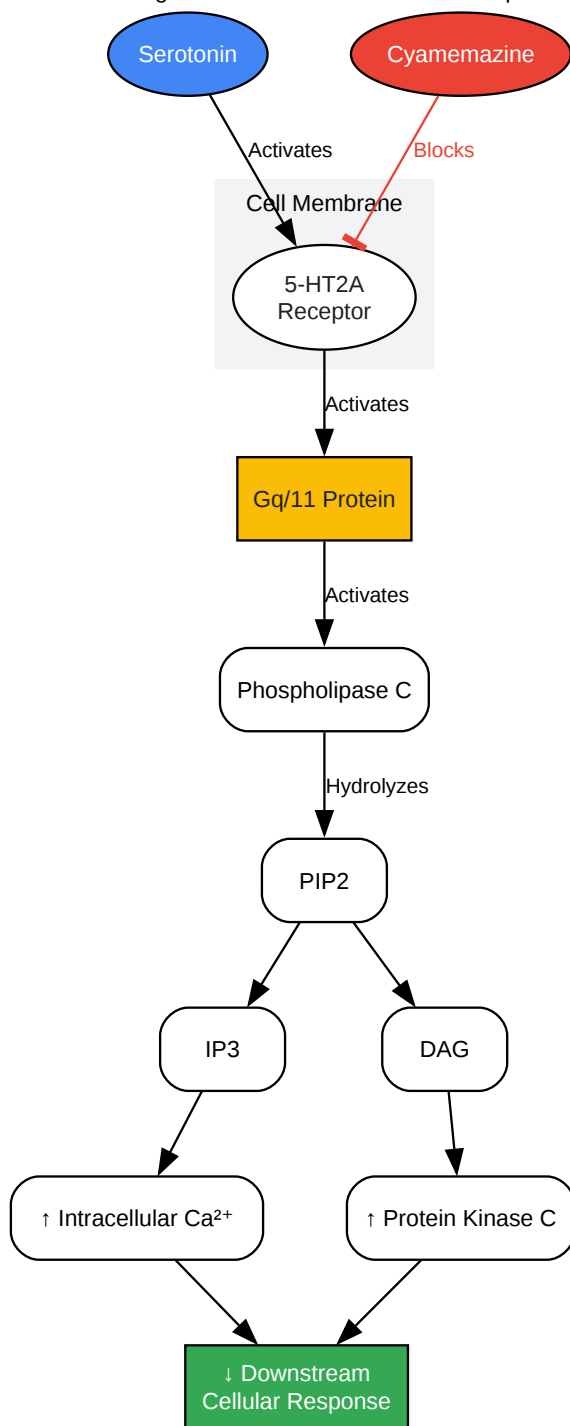 Serotonin
Cyamemazine
Activates
Blocks
Cell Membrane
5-HT2A
Receptor
Activates
Gq/11 Protein
Activates
Phospholipase C
Hydrolyzes
PIP2
IP3
DAG
↑ Intracellular Ca²⁺
↑ Protein Kinase C
↓ Downstream
Cellular Response